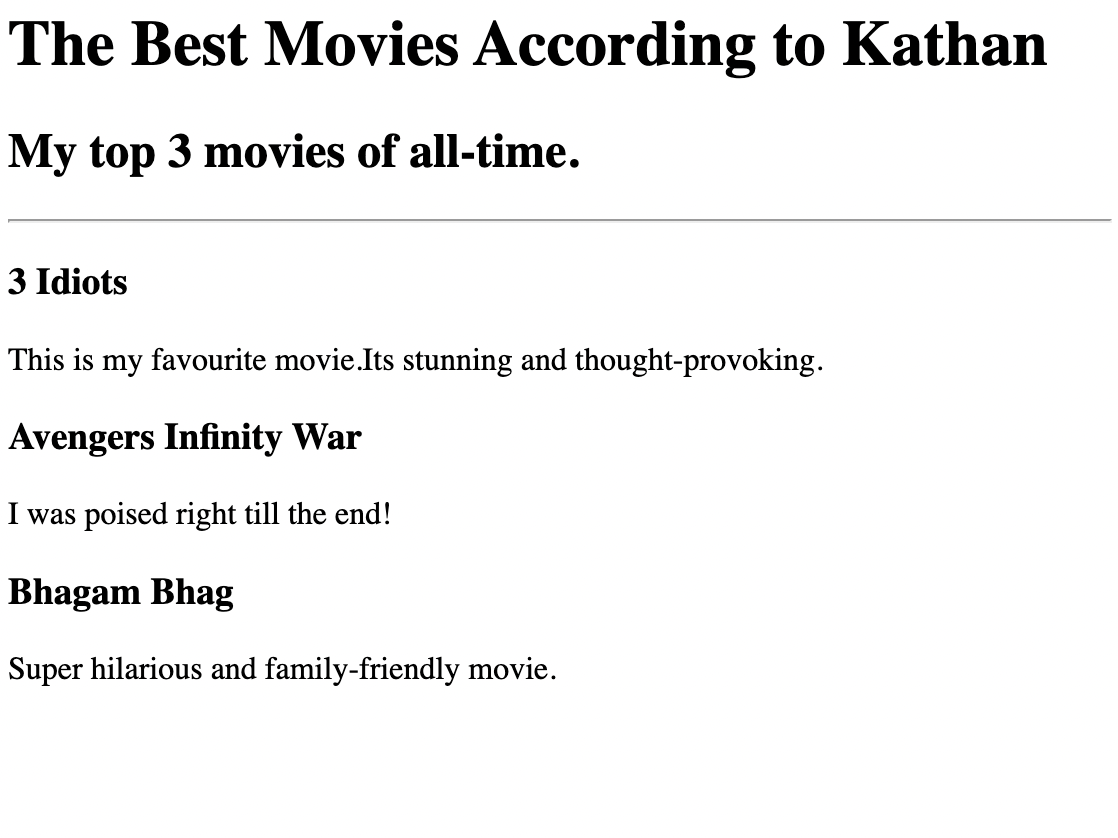 The Best Movies According to Kathan
My top 3 movies of all-time.
3 Idiots
This is my favourite movie.Its stunning and thought-provoking.
Avengers Infinity War
I was poised right till the end!
Bhagam Bhag
Super hilarious and family-friendly movie.